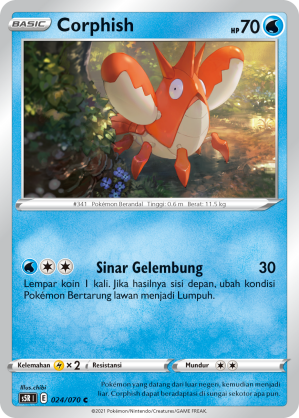 BASIC Corphish HP 70
#341 Pokémon Berandal Tinggi: 0.6 m Berat: 11.5 kg
Sinar Gelembung 30
Lempar koin 1 kali. Jika hasilnya sisi depan, ubah kondisi
Pokémon Bertarung lawan menjadi Lumpuh.
Kelemahan ×2 Resistansi Mundur
Illus.chibi
Pokémon yang datang dari luar negeri, kemudian menjadi liar.
Corphish dapat beradaptasi di sungai sekotor apa pun.
s5R I E 024/070 C
©2021 Pokémon/Nintendo/Creatures/GAME FREAK.